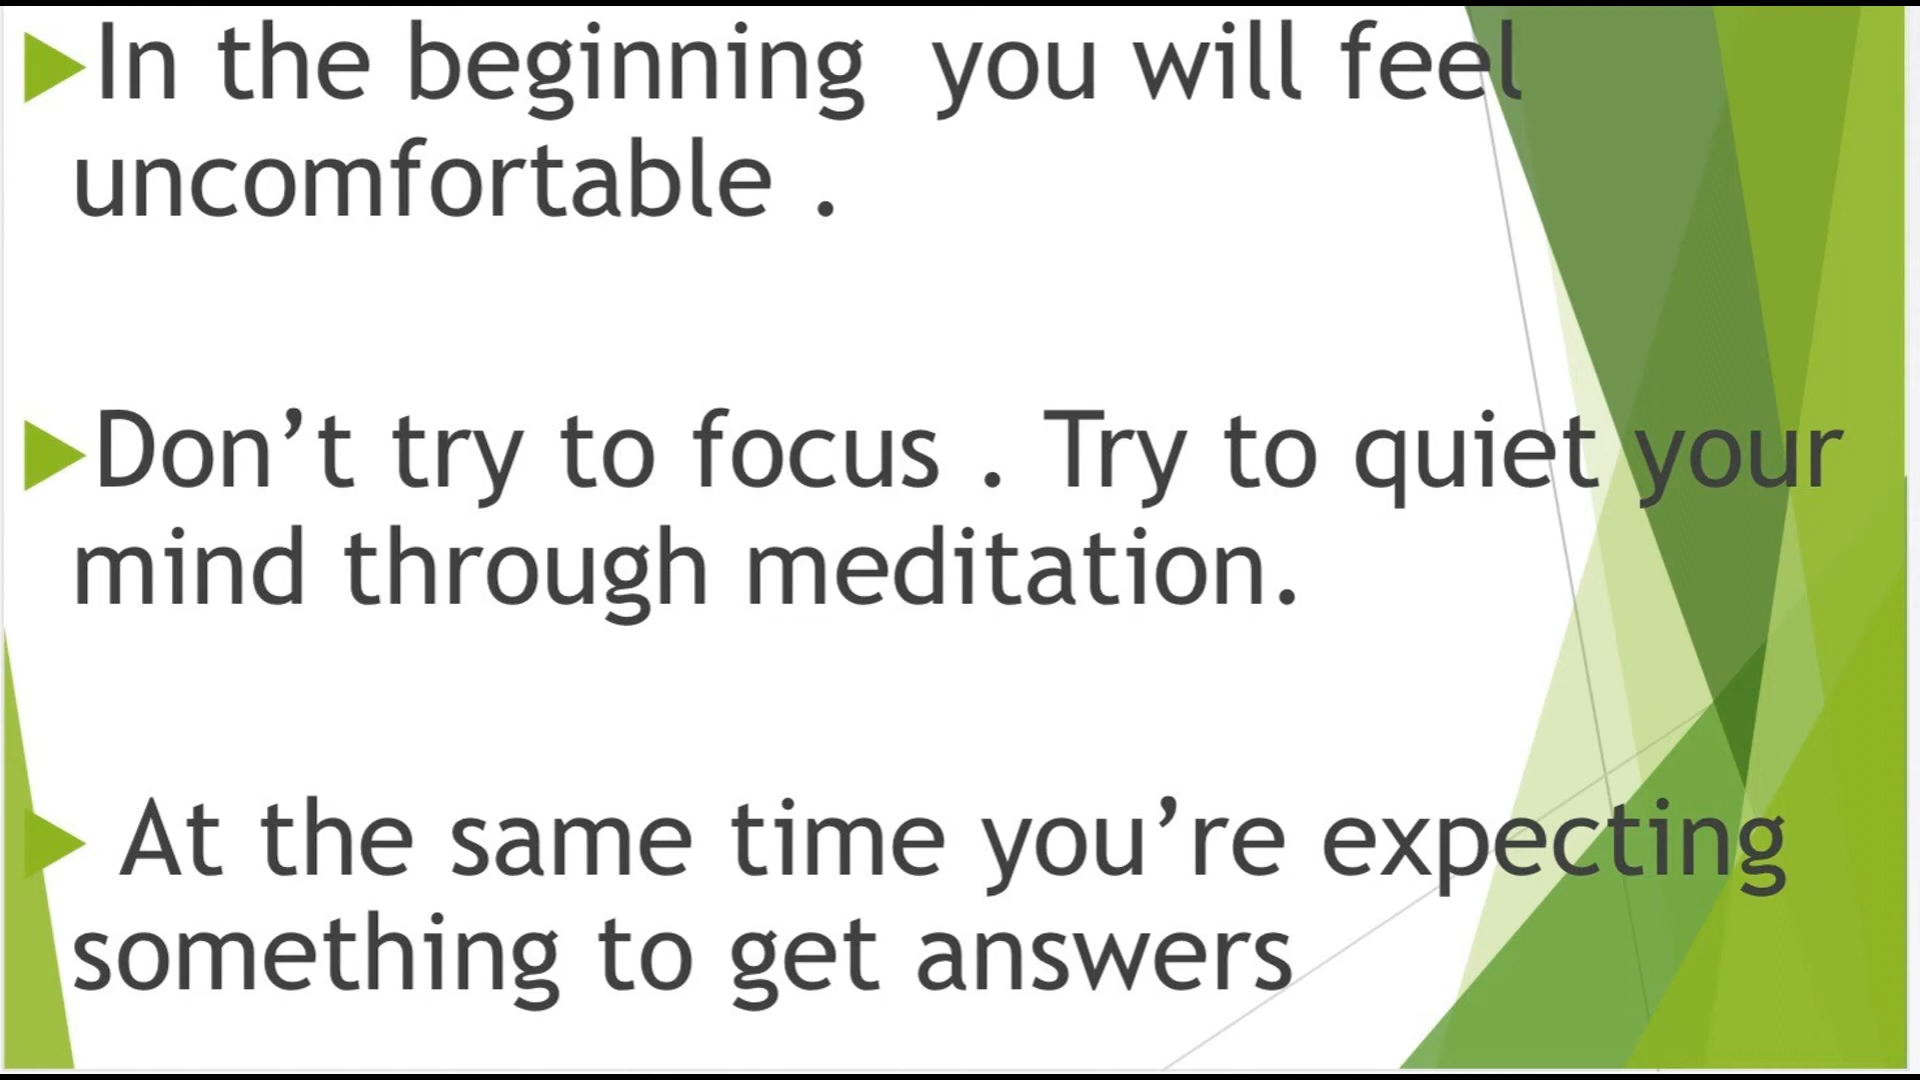 In the beginning  you will feel
uncomfortable .
Don’t try to focus . Try to quiet your
mind through meditation.
At the same time you’re expecting
something to get answers